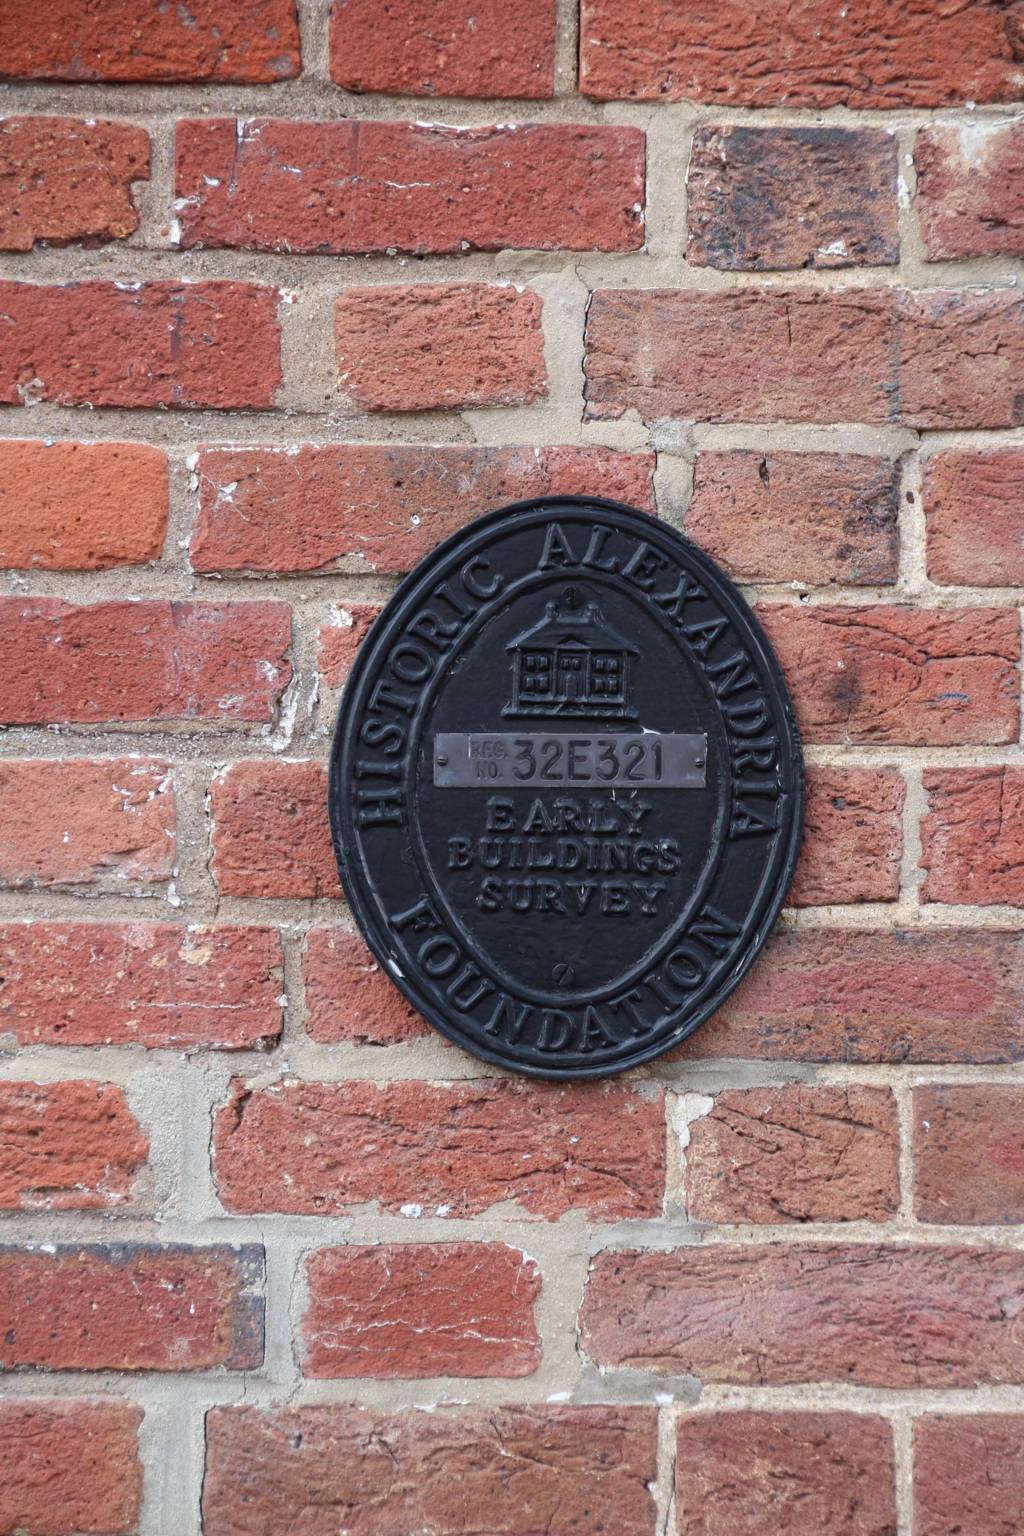 HISTORIC ALEXANDRIA
REG. NO. 32E321
EARLY
BUILDINGS
SURVEY
FOUNDATION